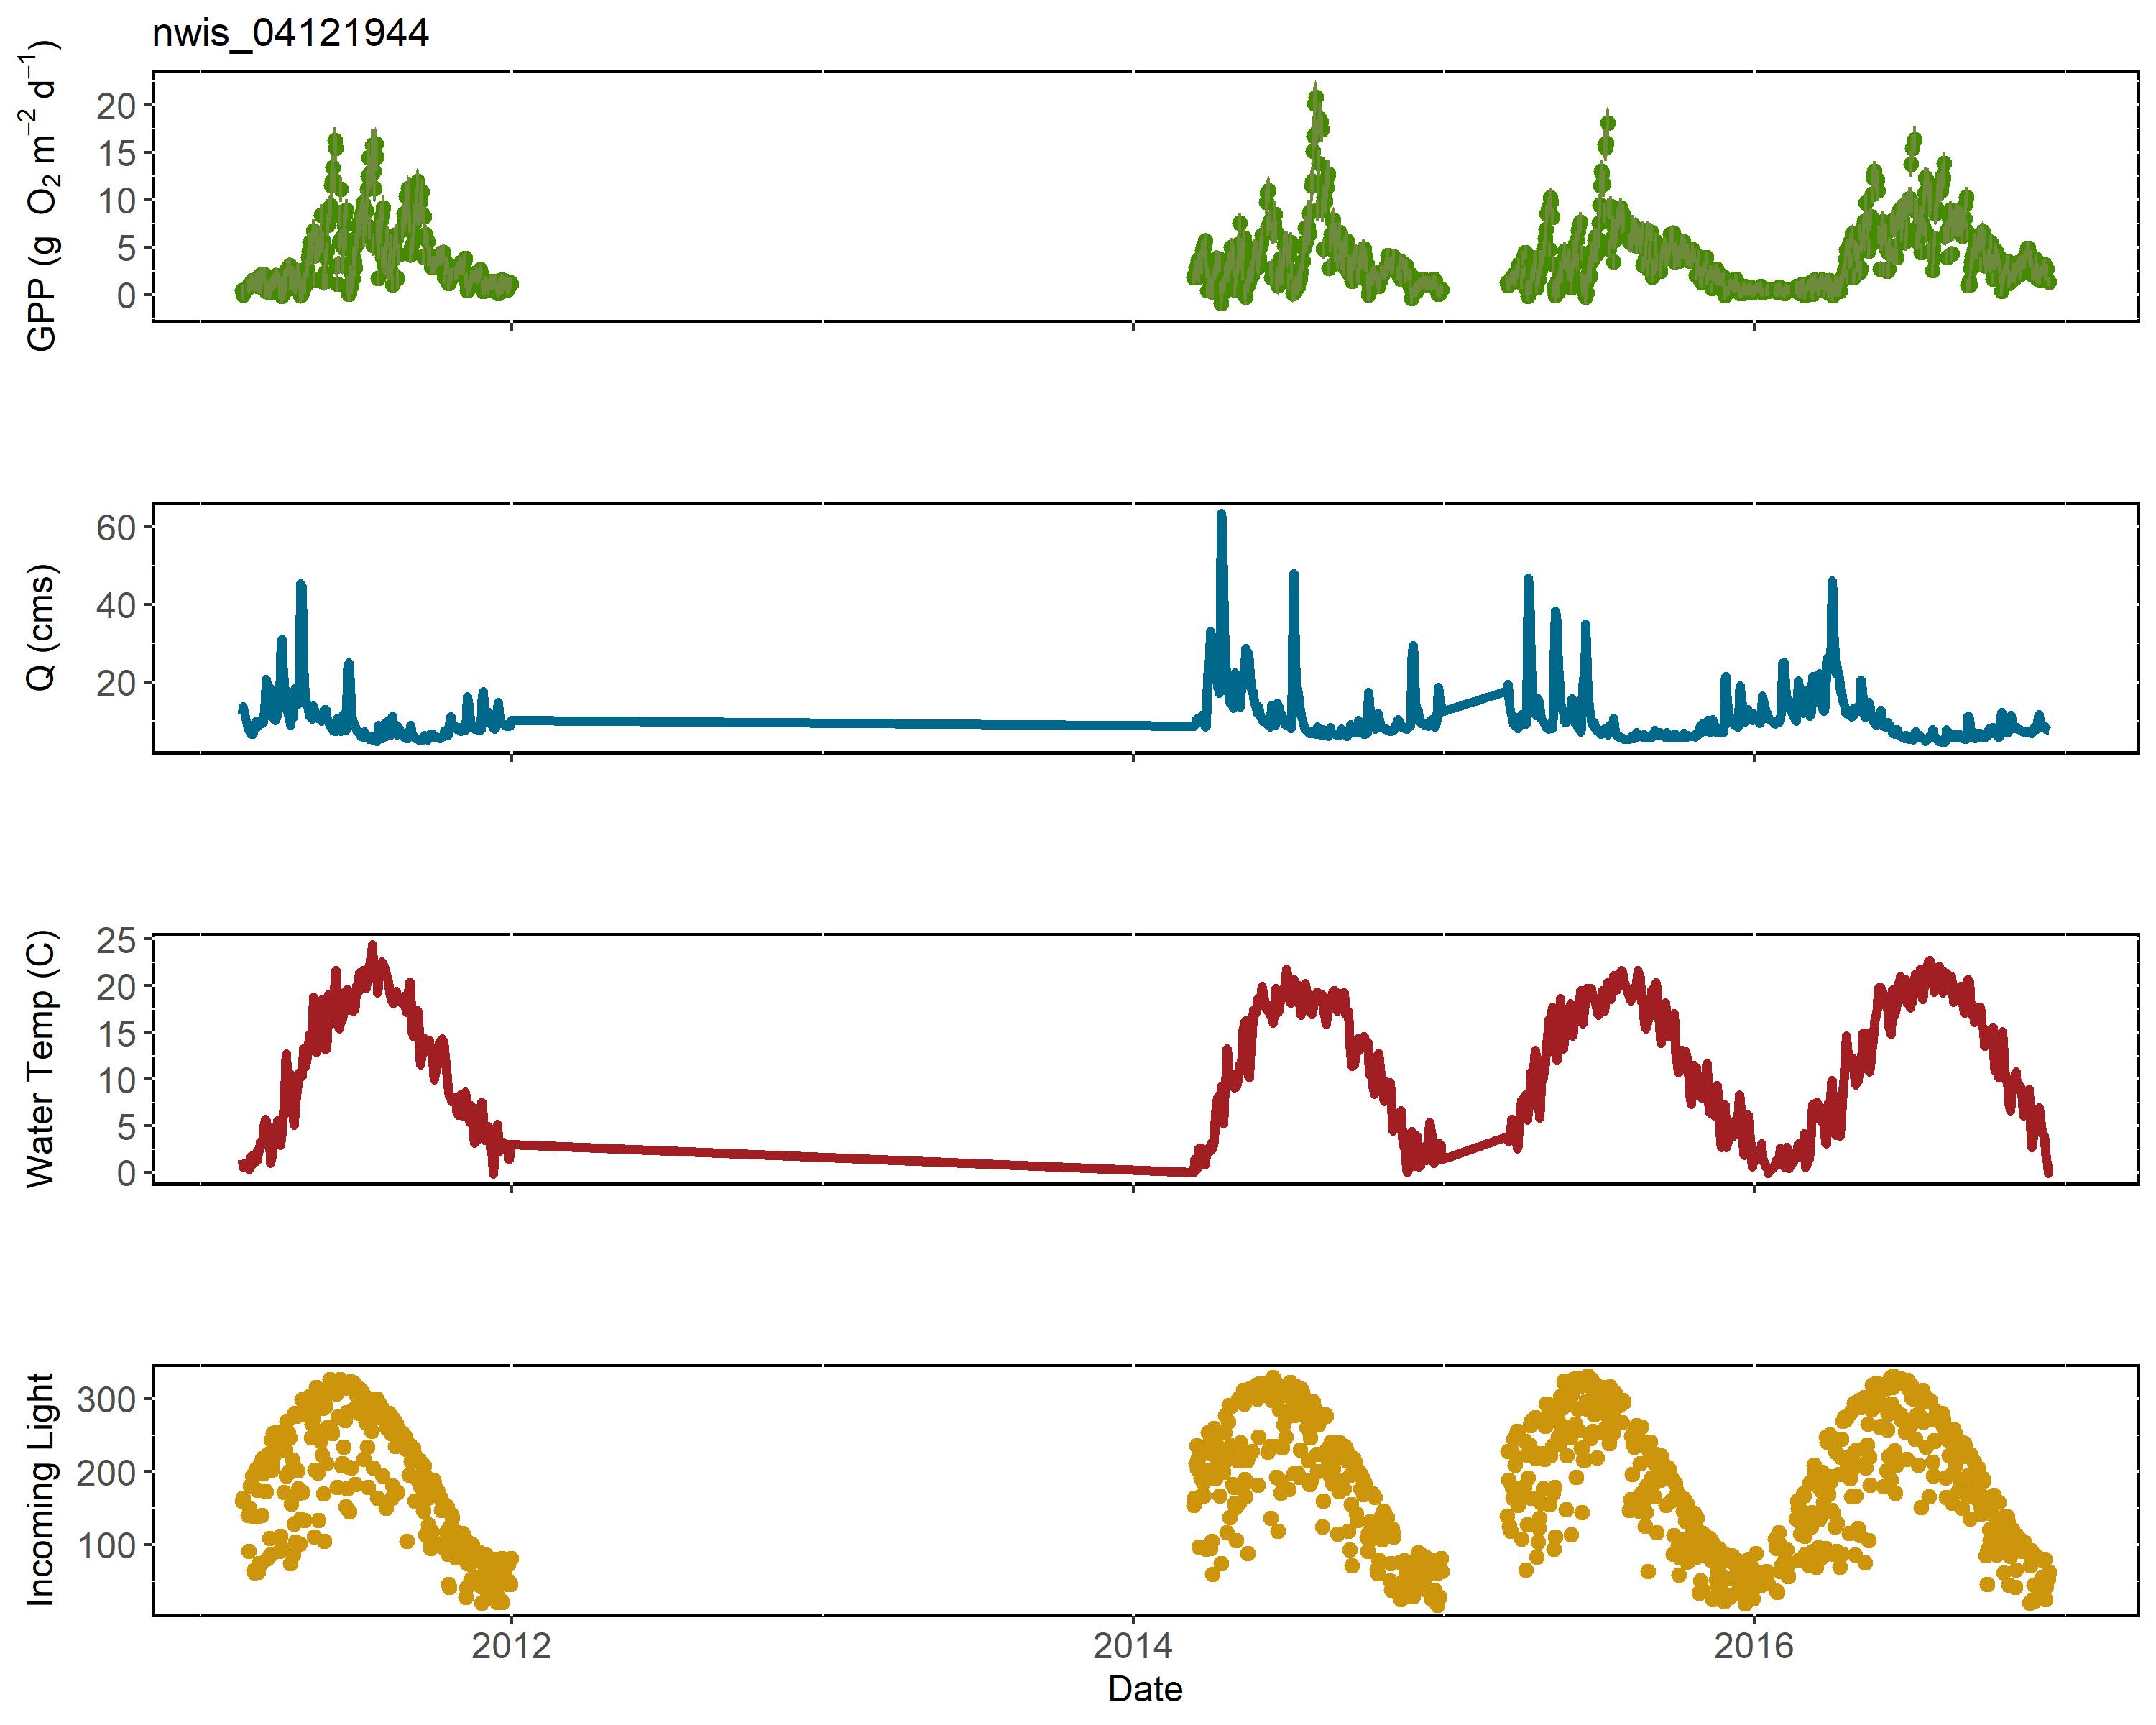 nwis_04121944
GPP (g O₂ m⁻² d⁻¹)
20
15
10
5
0
Q (cms)
60
40
20
Water Temp (C)
25
20
15
10
5
0
Incoming Light
300
200
100
2012 2014 2016
Date